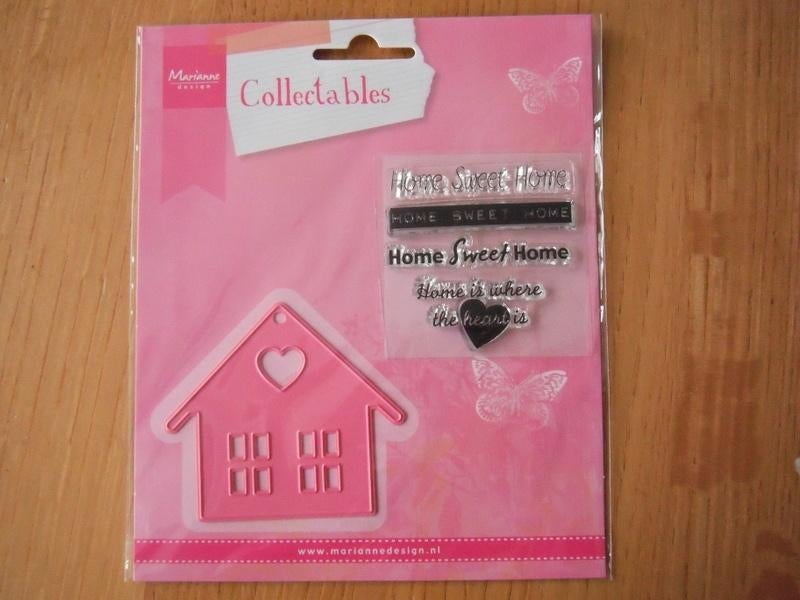 Marianne
design
Collectables
Home Sweet Home
HOME SWEET HOME
Home Sweet Home
Home is where
the heart is
www.mariannedesign.nl